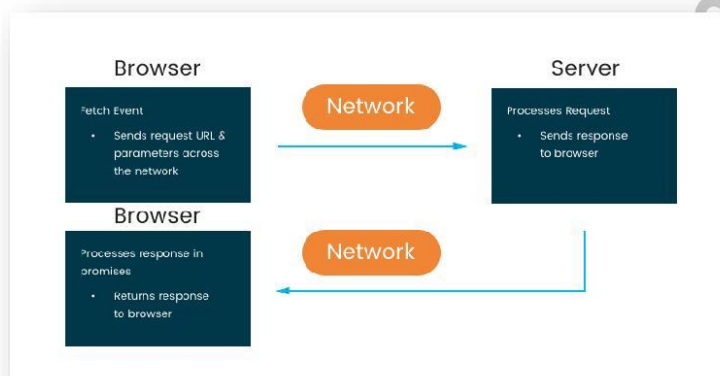 Browser
Fetch Event
• Sends request URL &
parameters across
the network
Network
Server
Processes Request
• Sends response
to browser
Browser
Processes response in
promises
• Returns response
to browser
Network